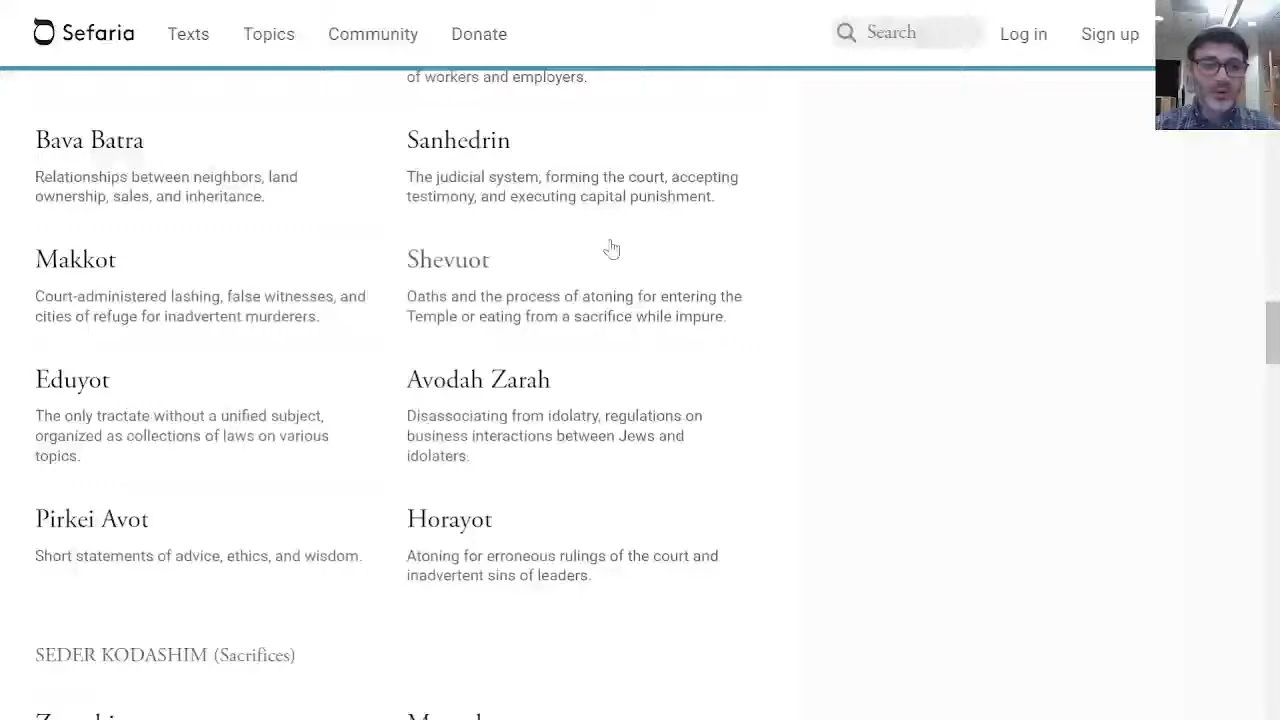 Sefaria Texts Topics Community Donate Search Log in Sign up
of workers and employers.
Bava Batra
Relationships between neighbors, land
ownership, sales, and inheritance.
Sanhedrin
The judicial system, forming the court, accepting
testimony, and executing capital punishment.
Makkot
Court-administered lashing, false witnesses, and
cities of refuge for inadvertent murderers.
Shevuot
Oaths and the process of atoning for entering the
Temple or eating from a sacrifice while impure.
Eduyot
The only tractate without a unified subject,
organized as collections of laws on various
topics.
Avodah Zarah
Disassociating from idolatry, regulations on
business interactions between Jews and
idolaters.
Pirkei Avot
Short statements of advice, ethics, and wisdom.
Horayot
Atoning for erroneous rulings of the court and
inadvertent sins of leaders.
SEDER KODASHIM (Sacrifices)